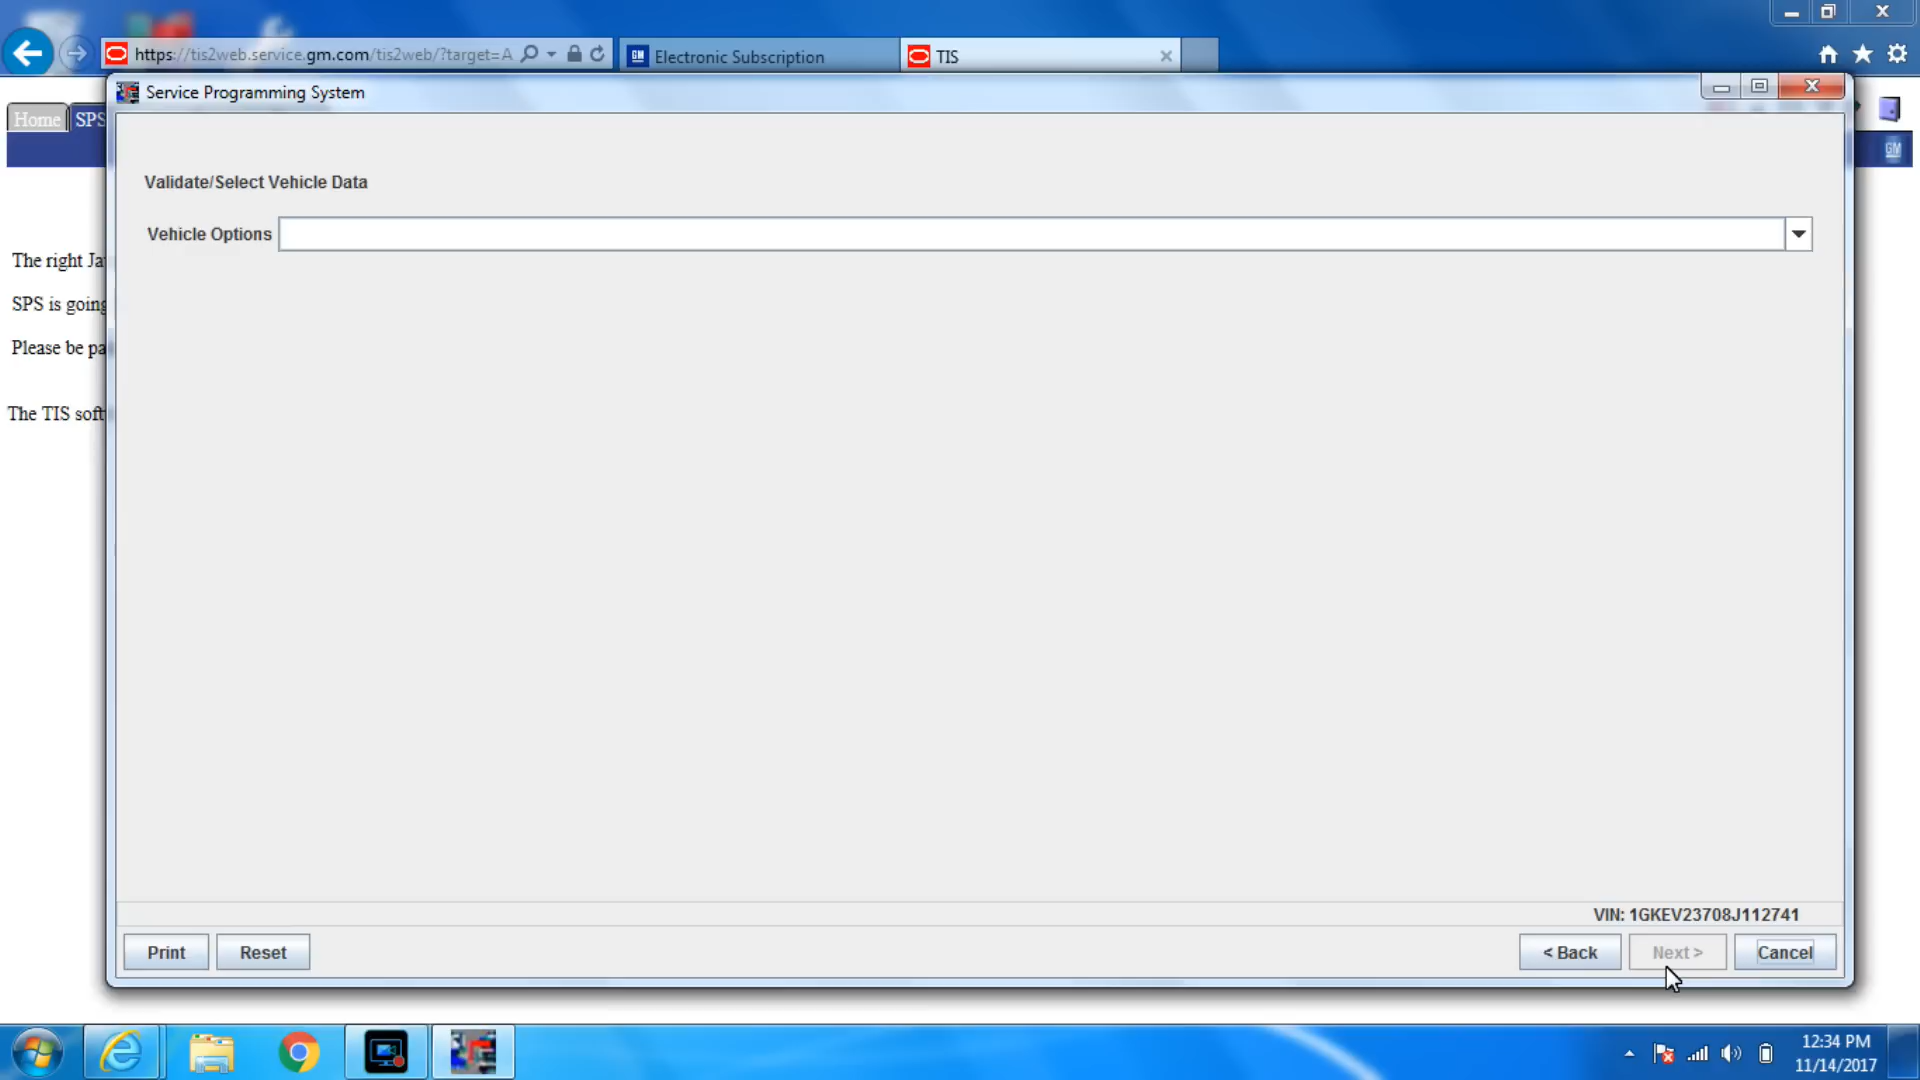 https://tis2web.service.gm.com/tis2web/?target=A
GM
Electronic Subscription
TIS
Service Programming System
Home
SPS
GM
Validate/Select Vehicle Data
Vehicle Options
The right Ja
SPS is going
Please be pa
The TIS soft
VIN: 1GKEV23708J112741
Print
Reset
< Back
Next >
Cancel
12:34 PM
11/14/2017